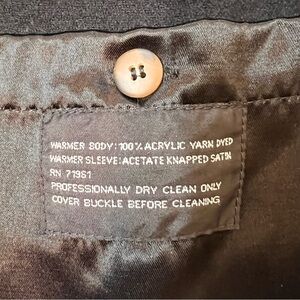 WARMER BODY: 100% ACRYLIC YARN DYED
WARMER SLEEVE: ACETATE KNAPPED SATIN
RN 71961
PROFESSIONALLY DRY CLEAN ONLY
COVER BUCKLE BEFORE CLEANING